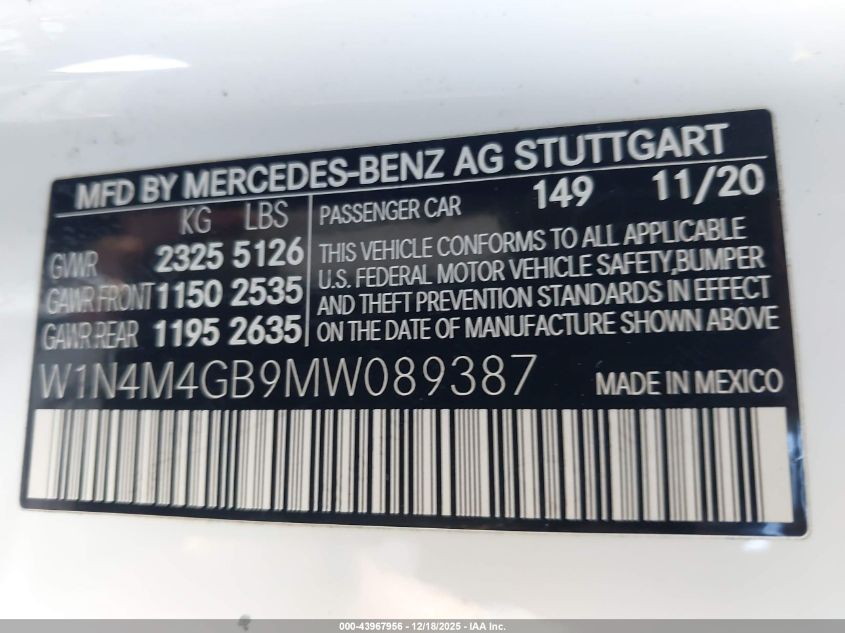 MFD BY MERCEDES-BENZ AG STUTTGART
KG LBS
GVWR 2325 5126
GAWR FRONT 1150 2535
GAWR REAR 1195 2635
PASSENGER CAR 149 11/20
THIS VEHICLE CONFORMS TO ALL APPLICABLE
U.S. FEDERAL MOTOR VEHICLE SAFETY,BUMPER
AND THEFT PREVENTION STANDARDS IN EFFECT
ON THE DATE OF MANUFACTURE SHOWN ABOVE
W1N4M4GB9MW089387 MADE IN MEXICO
000-43967956 - 12/18/2025 - IAA Inc.